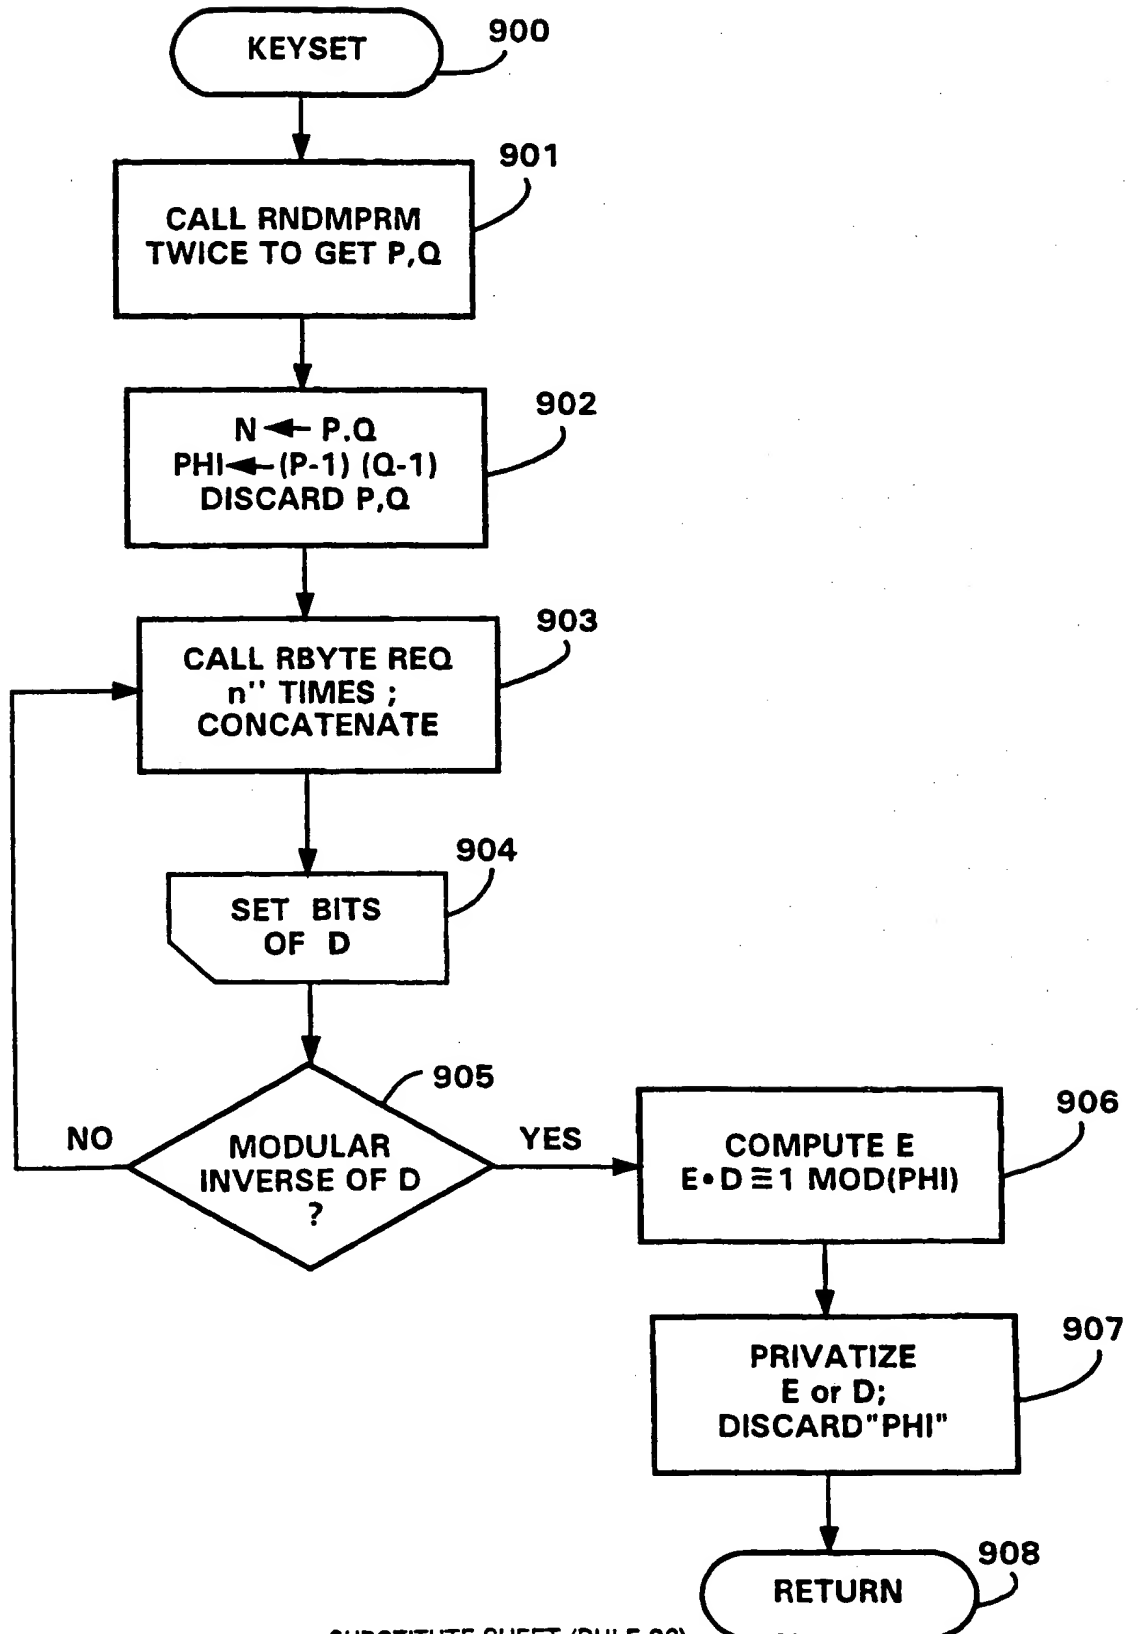 KEYSET
900
901
CALL RNDMPRM
TWICE TO GET P,Q
902
N ← P.Q
PHI ← (P-1) (Q-1)
DISCARD P,Q
903
CALL RBYTE REQ
n'' TIMES ;
CONCATENATE
904
SET BITS
OF D
905
NO
MODULAR
INVERSE OF D
?
YES
906
COMPUTE E
E•D ≡ 1 MOD(PHI)
907
PRIVATIZE
E or D;
DISCARD "PHI"
908
RETURN